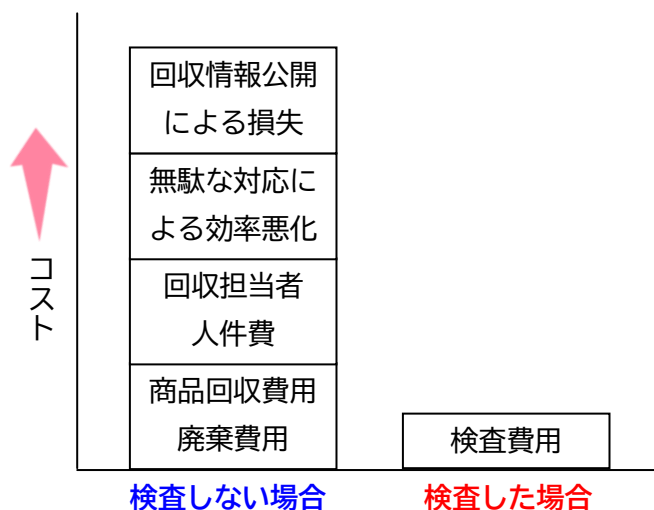 回収情報公開
による損失
無駄な対応に
よる効率悪化
回収担当者
人件費
商品回収費用
廃棄費用
検査費用
コスト
検査しない場合
検査した場合